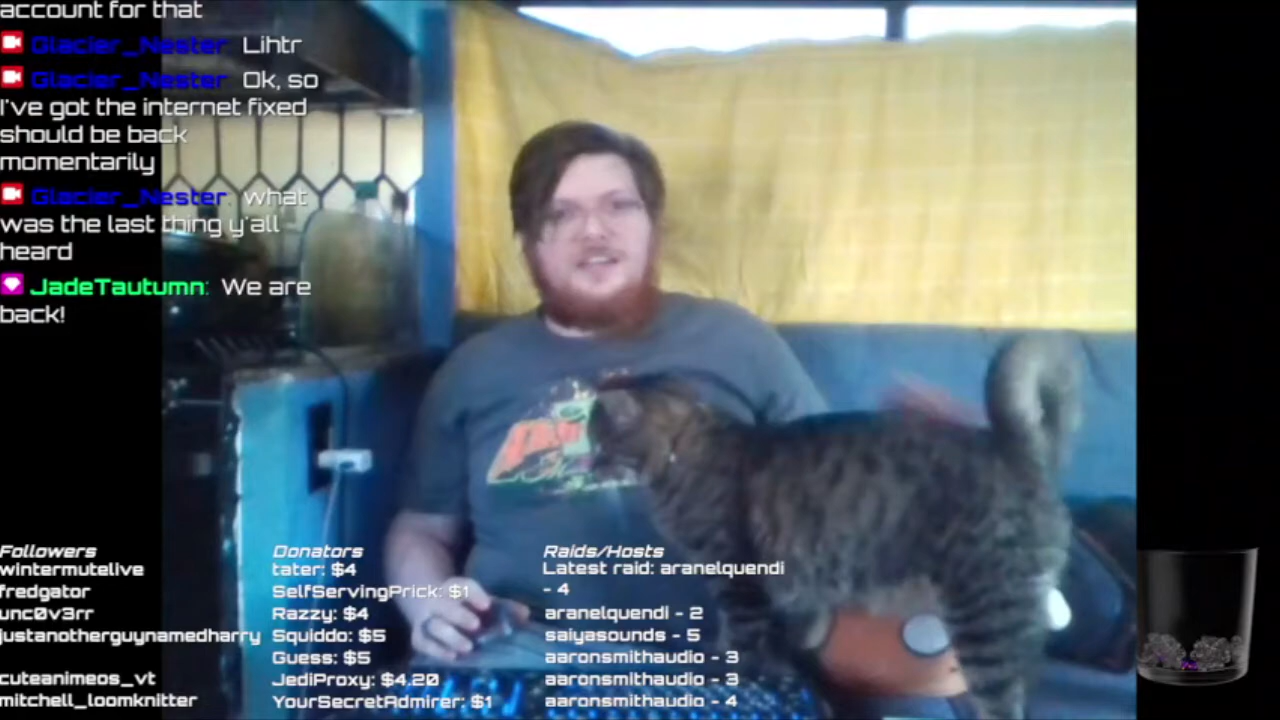 account for that
Glacier_Nester: Lihtr
Glacier_Nester: Ok, so
I've got the internet fixed
should be back
momentarily
Glacier_Nester: what
was the last thing y'all
heard
JadeTautumn: We are
back!
Followers
wintermutelive
fredgator
unc0v3rr
justanotherguynamedharry
cuteanimeos_vt
mitchell_loomknitter
Donators
tater: $4
SelfServingPrick: $1
Razzy: $4
Squiddo: $5
Guess: $5
JediProxy: $4.20
YourSecretAdmirer: $1
Raids/Hosts
Latest raid: aranelquendi
- 4
aranelquendi - 2
saiyasounds - 5
aaronsmithaudio - 3
aaronsmithaudio - 3
aaronsmithaudio - 4